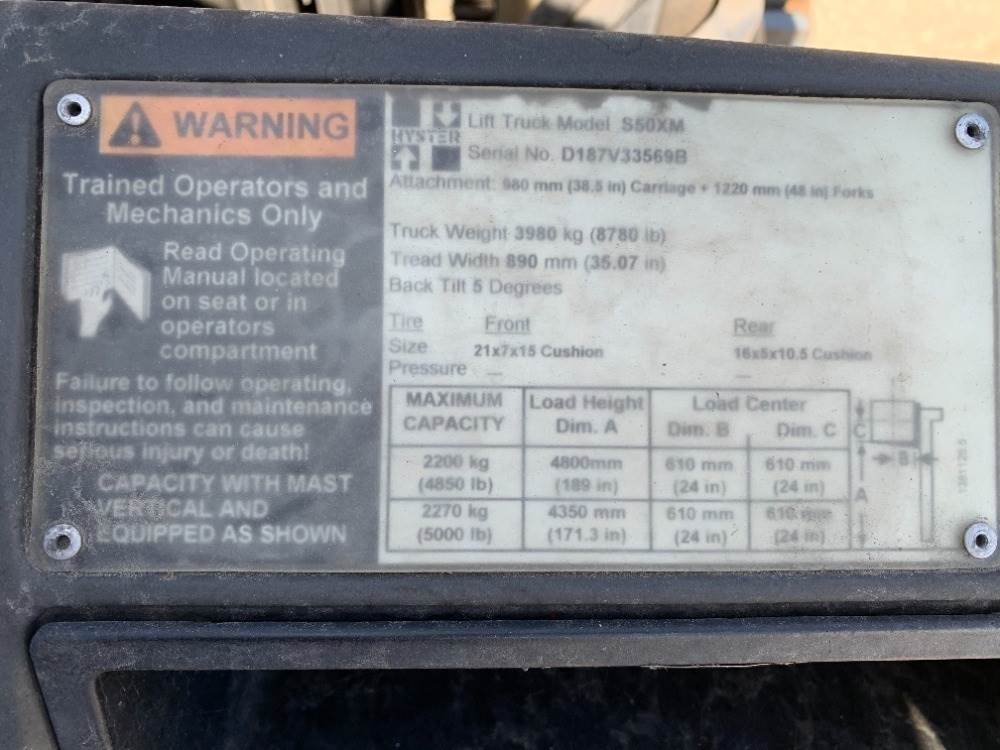 WARNING
Trained Operators and
Mechanics Only
Read Operating
Manual located
on seat or in
operators
compartment
Failure to follow operating,
inspection, and maintenance
instructions can cause
serious injury or death!
CAPACITY WITH MAST
VERTICAL AND
EQUIPPED AS SHOWN
HYSTER
Lift Truck Model S50XM
Serial No. D187V33569B
Attachment: 980 mm (38.5 in) Carriage + 1220 mm (48 in) Forks
Truck Weight 3980 kg (8780 lb)
Tread Width 890 mm (35.07 in)
Back Tilt 5 Degrees
Tire Front Rear
Size 21x7x15 Cushion 16x5x10.5 Cushion
Pressure — —
MAXIMUM CAPACITY Load Height Dim. A Load Center Dim. B Dim. C
2200 kg 4800mm 610 mm 610 mm
(4850 lb) (189 in) (24 in) (24 in)
2270 kg 4350 mm 610 mm 610 mm
(5000 lb) (171.3 in) (24 in) (24 in)
C
B
A